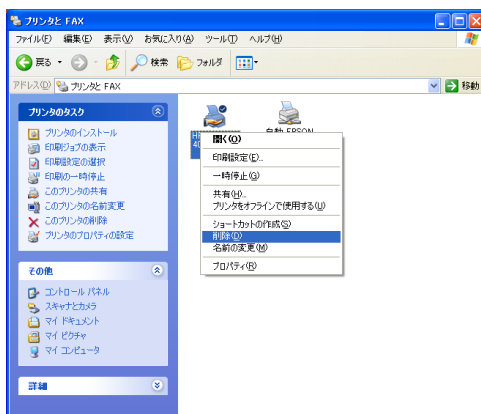 プリンタと FAX
ファイル(F) 編集(E) 表示(V) お気に入り(A) ツール(T) ヘルプ(H)
戻る 検索 フォルダ
アドレス(D) プリンタと FAX 移動
プリンタのタスク
プリンタのインストール
印刷ジョブの表示
印刷設定の選択
印刷の一時停止
このプリンタの共有
このプリンタの名前変更
このプリンタの削除
プリンタのプロパティの設定
その他
コントロール パネル
スキャナとカメラ
マイ ドキュメント
マイ ピクチャ
マイ コンピュータ
詳細
自動 EPSON
開く(O)
印刷設定(E)...
一時停止(G)
共有(H)...
プリンタをオフラインで使用する(U)
ショートカットの作成(S)
削除(D)
名前の変更(M)
プロパティ(R)